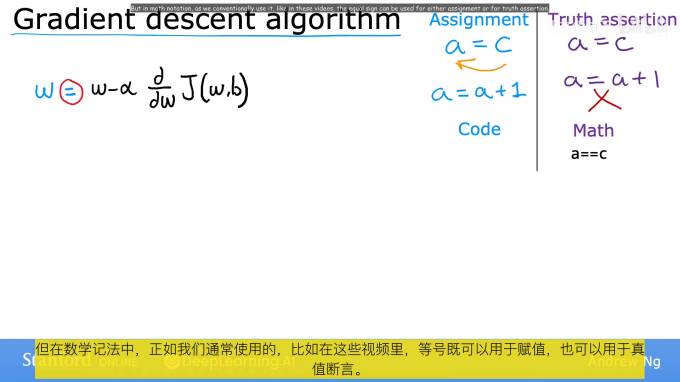 But in math notation, as we conventionally use it, like in these videos, the equal sign can be used for either assignment or for truth assertion.
Gradient descent algorithm
Assignment
Truth assertion
a = c
a = c
w = w-α ∂/∂w J(w,b)
a = a+1
a = a+1
Code
Math
a==c
Stanford ONLINE
DeepLearning.AI
Andrew Ng
但在数学记法中，正如我们通常使用的，比如在这些视频里，等号既可以用于赋值，也可以用于真
值断言。